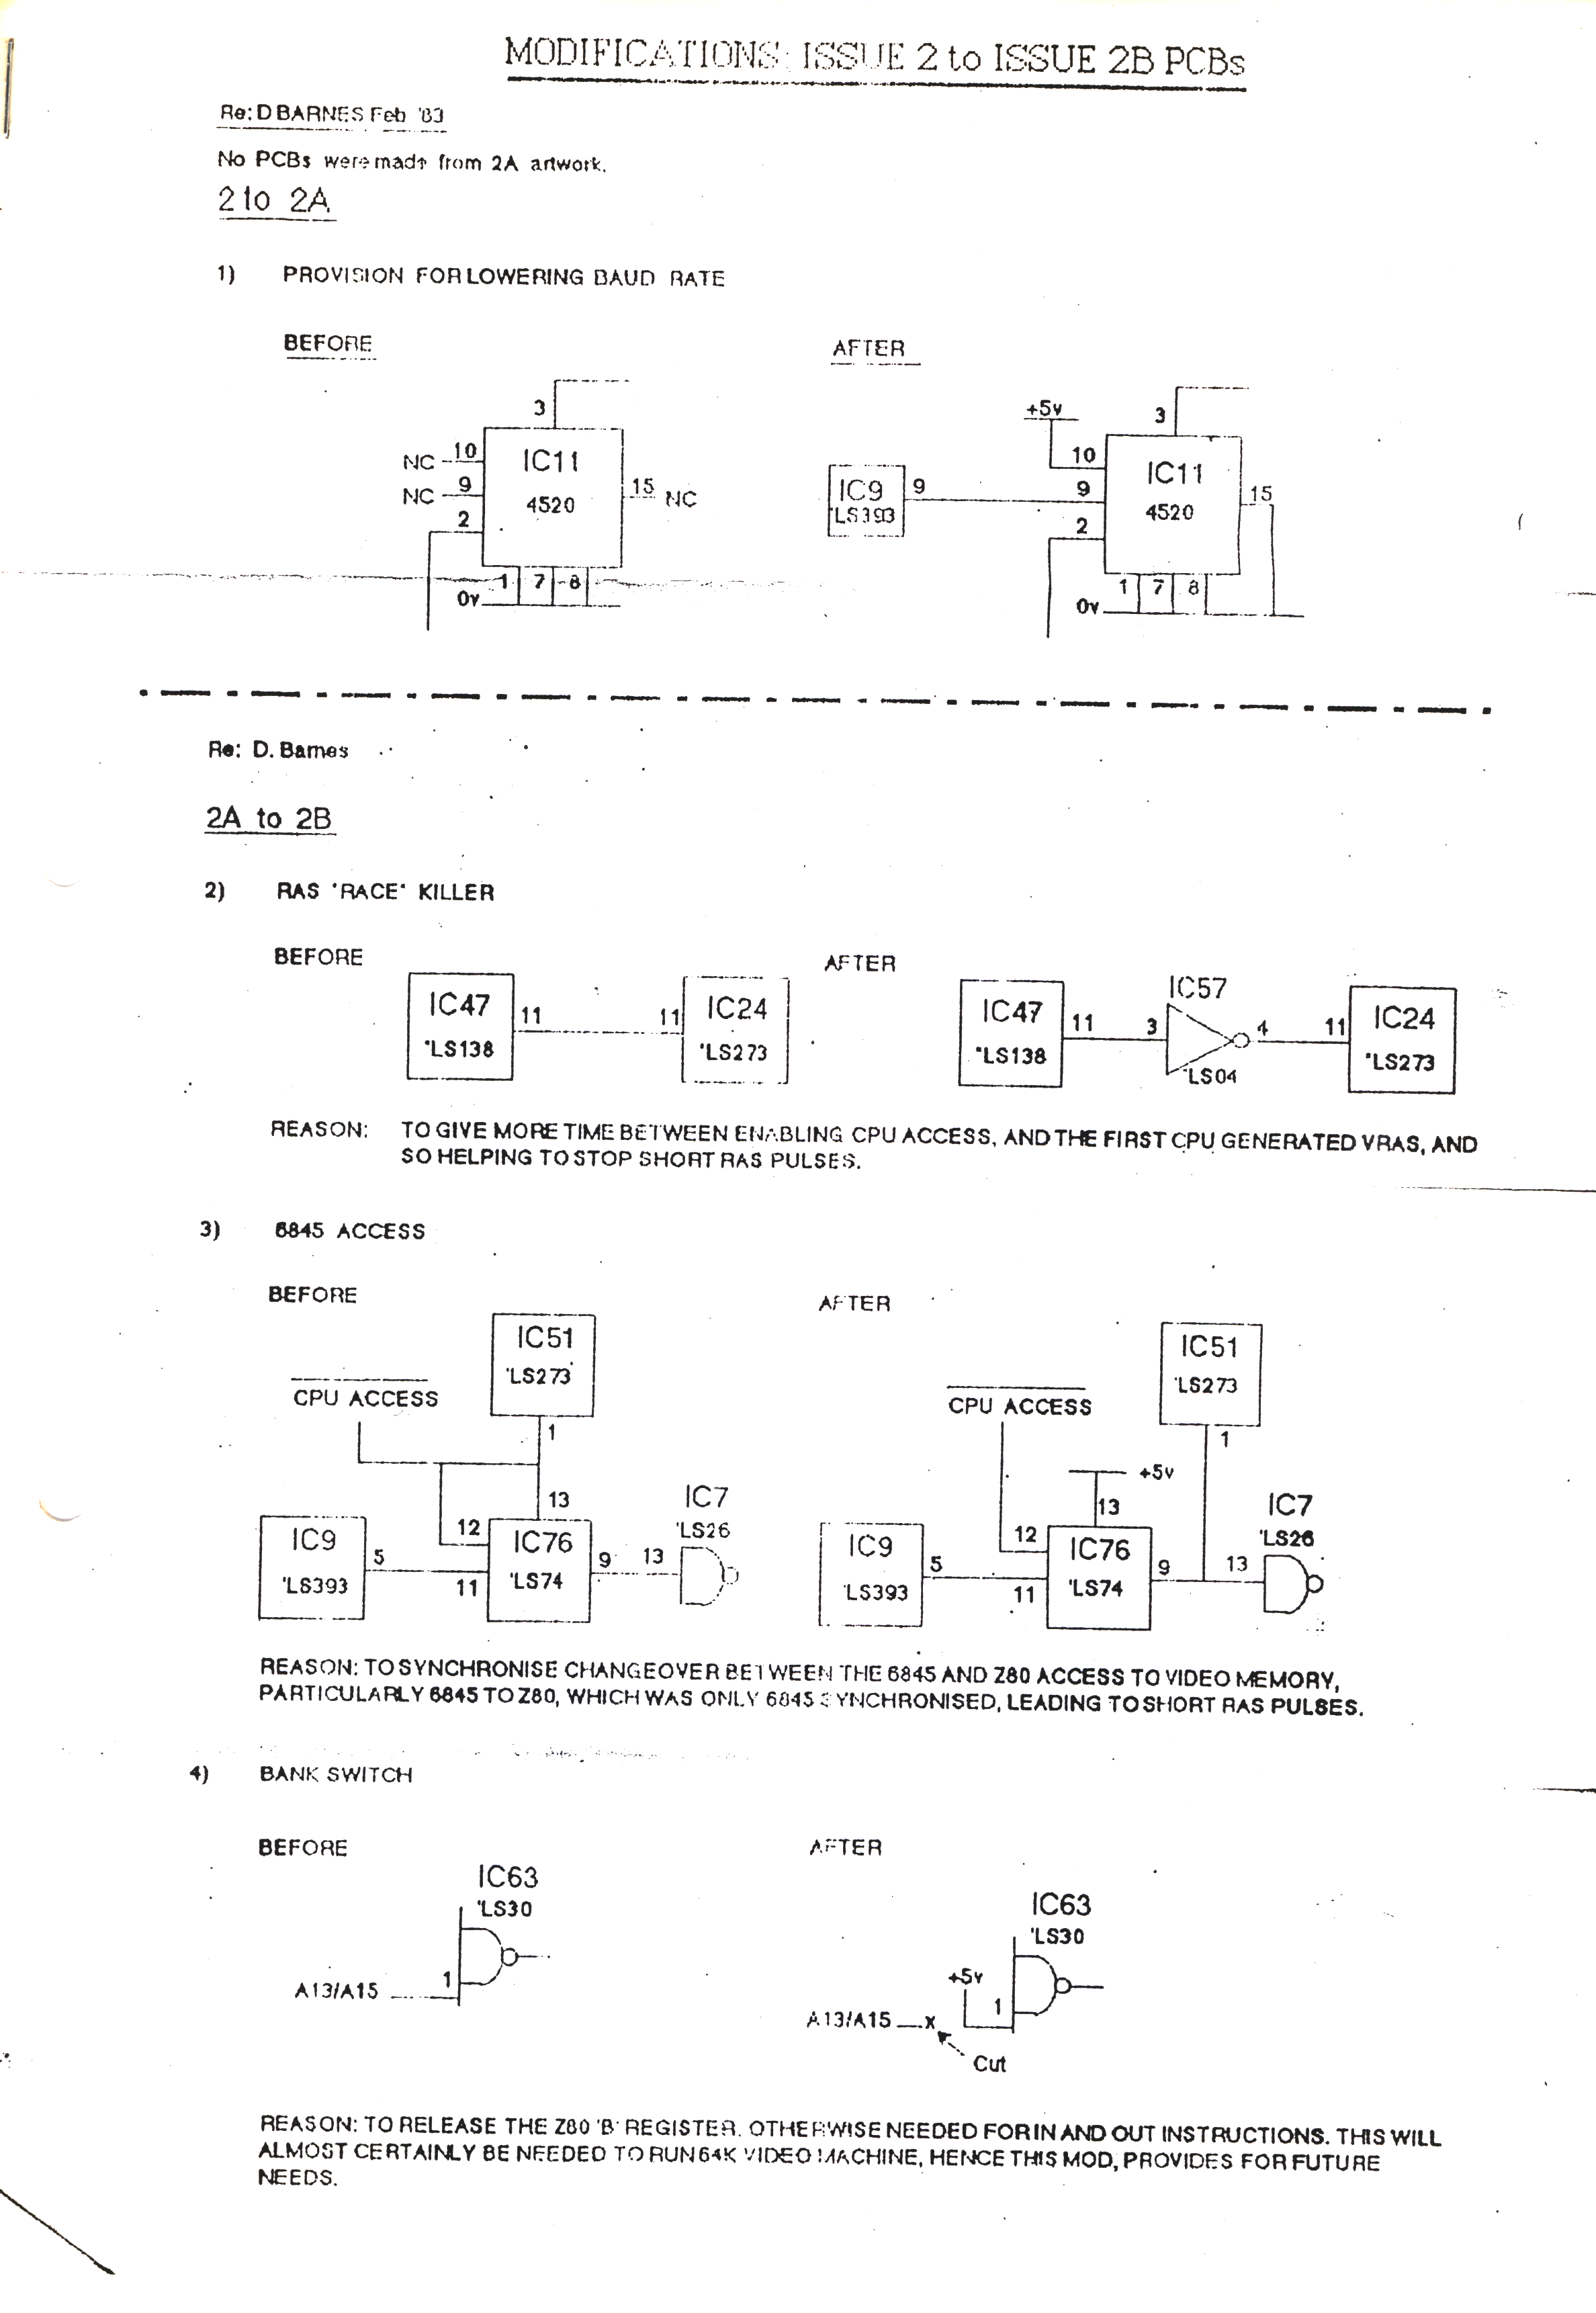 MODIFICATIONS: ISSUE 2 to ISSUE 2B PCBs
Re: D BARNES Feb '83
No PCBs were made from 2A artwork.
2 to 2A
1) PROVISION FOR LOWERING BAUD RATE
BEFORE
3
NC 10
IC11
NC 9
4520
15 NC
2
1 7 8
0v
AFTER
+5v
3
10
IC11
IC9
'LS393
9
9
4520
15
2
1 7 8
0v
Re: D. Barnes
2A to 2B
2) RAS 'RACE' KILLER
BEFORE
IC47
'LS138
11
11
IC24
'LS273
AFTER
IC47
'LS138
11
3
IC57
4
'LS04
11
IC24
'LS273
REASON: TO GIVE MORE TIME BETWEEN ENABLING CPU ACCESS, AND THE FIRST CPU GENERATED VRAS, AND
SO HELPING TO STOP SHORT RAS PULSES.
3) 6845 ACCESS
BEFORE
IC51
'LS273
CPU ACCESS
1
13
IC7
'LS26
IC9
'LS393
5
12
11
IC76
'LS74
9
13
AFTER
IC51
'LS273
CPU ACCESS
1
+5v
13
IC7
'LS26
IC9
'LS393
5
12
11
IC76
'LS74
9
13
REASON: TO SYNCHRONISE CHANGEOVER BETWEEN THE 6845 AND Z80 ACCESS TO VIDEO MEMORY,
PARTICULARLY 6845 TO Z80, WHICH WAS ONLY 6845 SYNCHRONISED, LEADING TO SHORT RAS PULSES.
4) BANK SWITCH
BEFORE
IC63
'LS30
1
A13/A15
AFTER
IC63
'LS30
+5v
1
A13/A15 x
Cut
REASON: TO RELEASE THE Z80 'B' REGISTER. OTHERWISE NEEDED FOR IN AND OUT INSTRUCTIONS. THIS WILL
ALMOST CERTAINLY BE NEEDED TO RUN 64K VIDEO MACHINE, HENCE THIS MOD, PROVIDES FOR FUTURE
NEEDS.